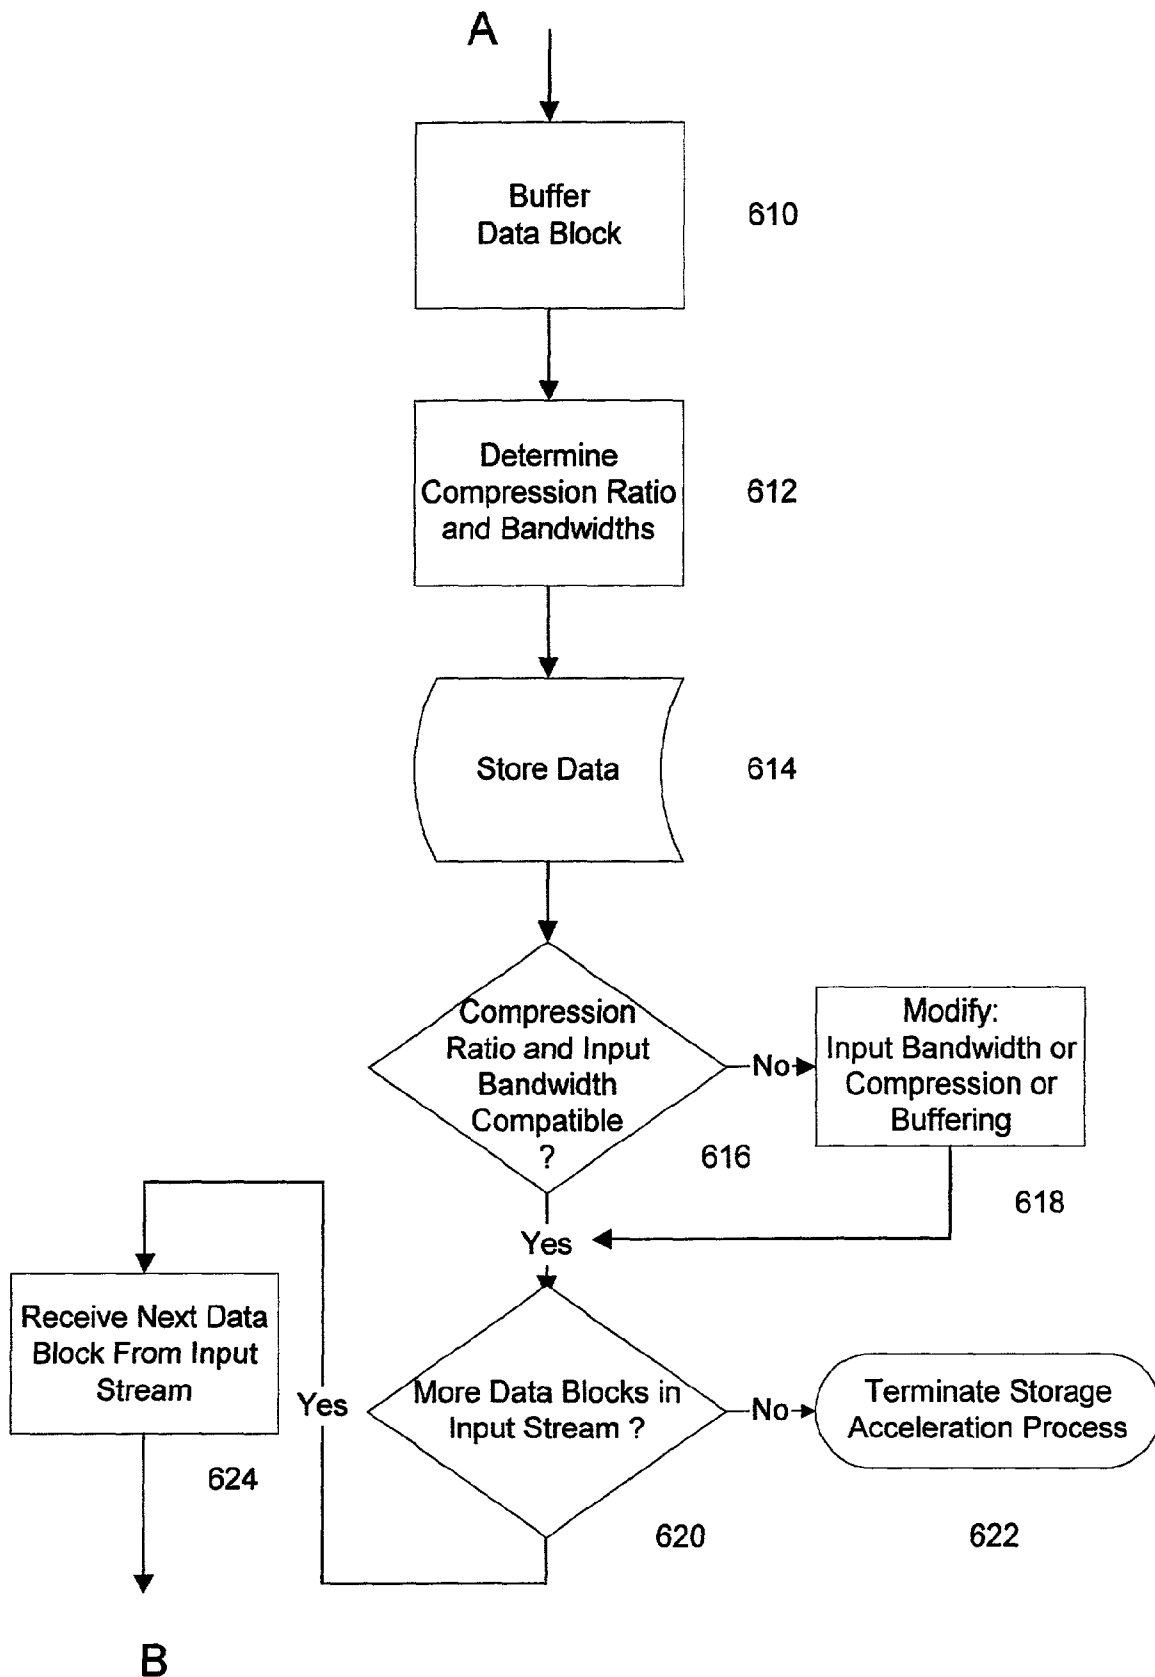 A
Buffer
Data Block
610
Determine
Compression Ratio
and Bandwidths
612
Store Data
614
Compression
Ratio and Input
Bandwidth
Compatible
?
616
No
Modify:
Input Bandwidth or
Compression or
Buffering
618
Yes
More Data Blocks in
Input Stream ?
620
No
Terminate Storage
Acceleration Process
622
Yes
Receive Next Data
Block From Input
Stream
624
B